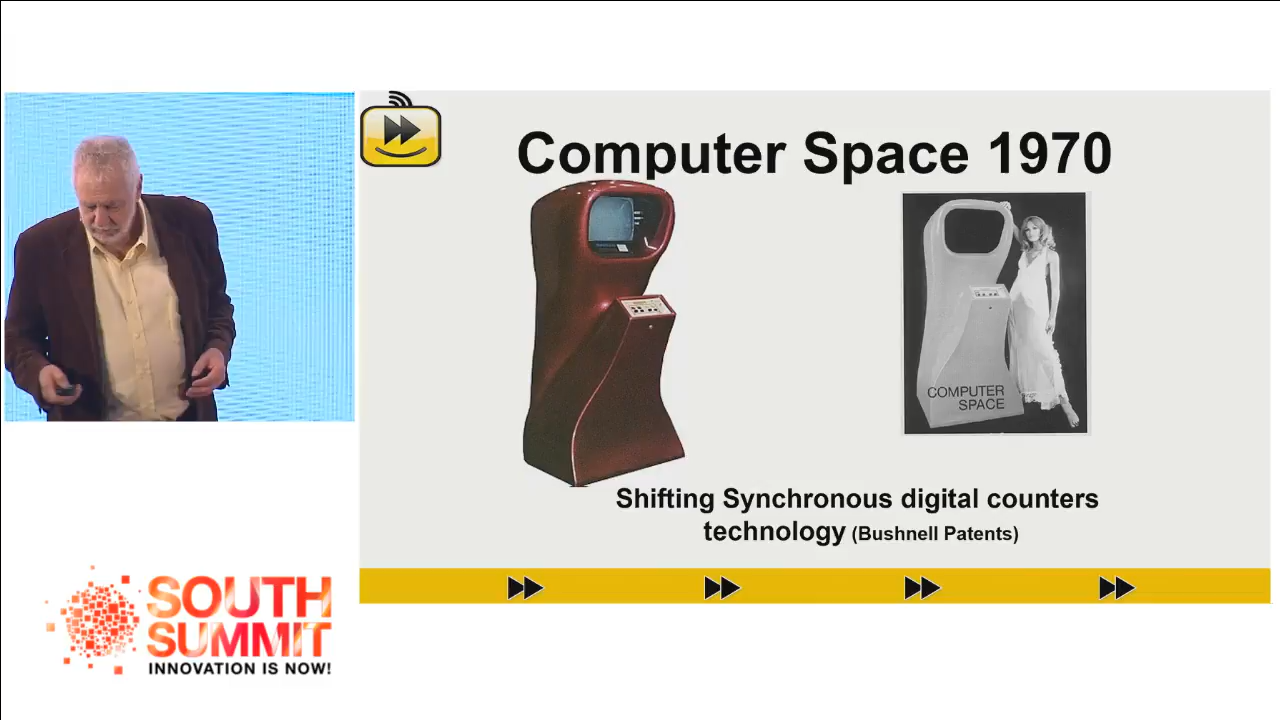 Computer Space 1970
COMPUTER
SPACE
Shifting Synchronous digital counters
technology (Bushnell Patents)
SOUTH
SUMMIT
INNOVATION IS NOW!